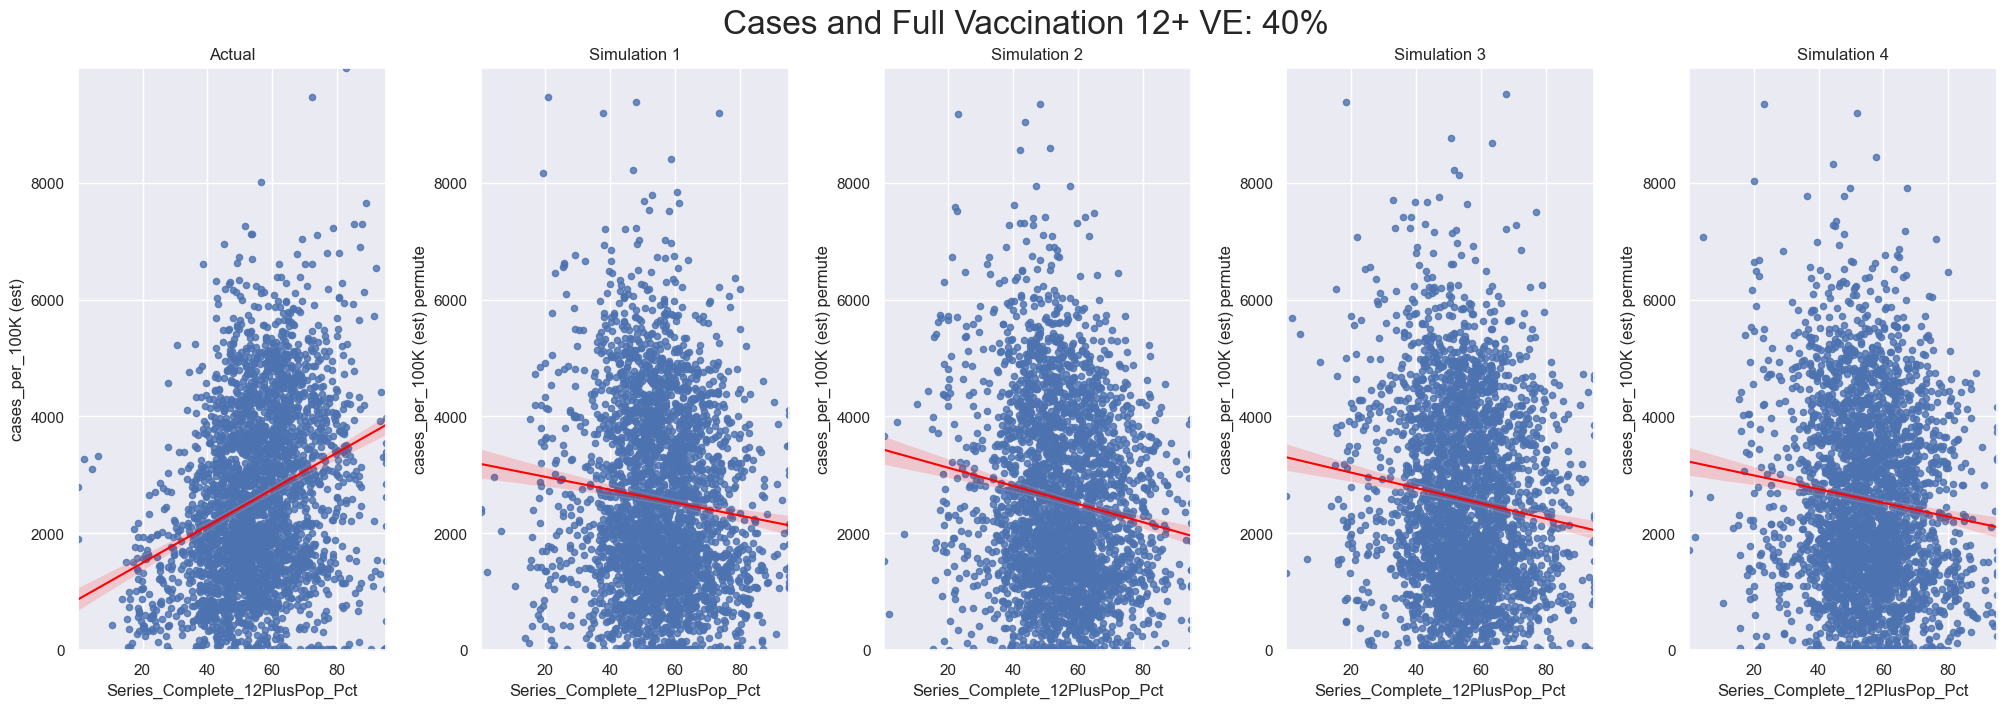 Cases and Full Vaccination 12+ VE: 40%
Actual
cases_per_100K (est)
8000
6000
4000
2000
0
20 40 60 80
Series_Complete_12PlusPop_Pct
Simulation 1
cases_per_100K (est) permute
8000
6000
4000
2000
0
20 40 60 80
Series_Complete_12PlusPop_Pct
Simulation 2
cases_per_100K (est) permute
8000
6000
4000
2000
0
20 40 60 80
Series_Complete_12PlusPop_Pct
Simulation 3
cases_per_100K (est) permute
8000
6000
4000
2000
0
20 40 60 80
Series_Complete_12PlusPop_Pct
Simulation 4
cases_per_100K (est) permute
8000
6000
4000
2000
0
20 40 60 80
Series_Complete_12PlusPop_Pct